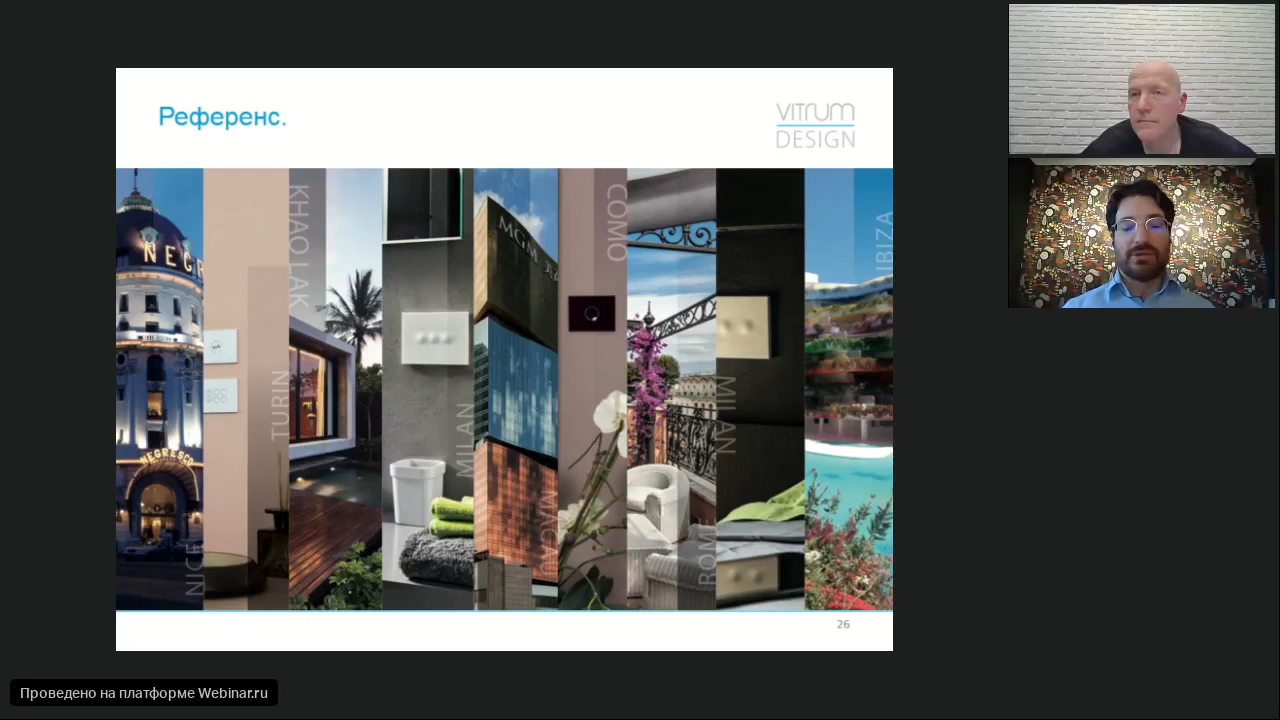 Референс.
VITRUM
DESIGN
NEGR
NEGRESCO
NICE
TURIN
KHAO LAK
MILAN
MGM
MACAU
COMO
ROME
MILAN
IBIZA
26
Проведено на платформе Webinar.ru